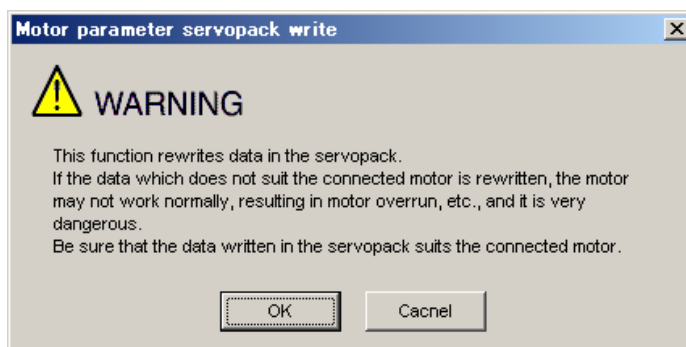 Motor parameter servopack write
WARNING
This function rewrites data in the servopack.
If the data which does not suit the connected motor is rewritten, the motor
may not work normally, resulting in motor overrun, etc., and it is very
dangerous.
Be sure that the data written in the servopack suits the connected motor.
OK
Cacnel